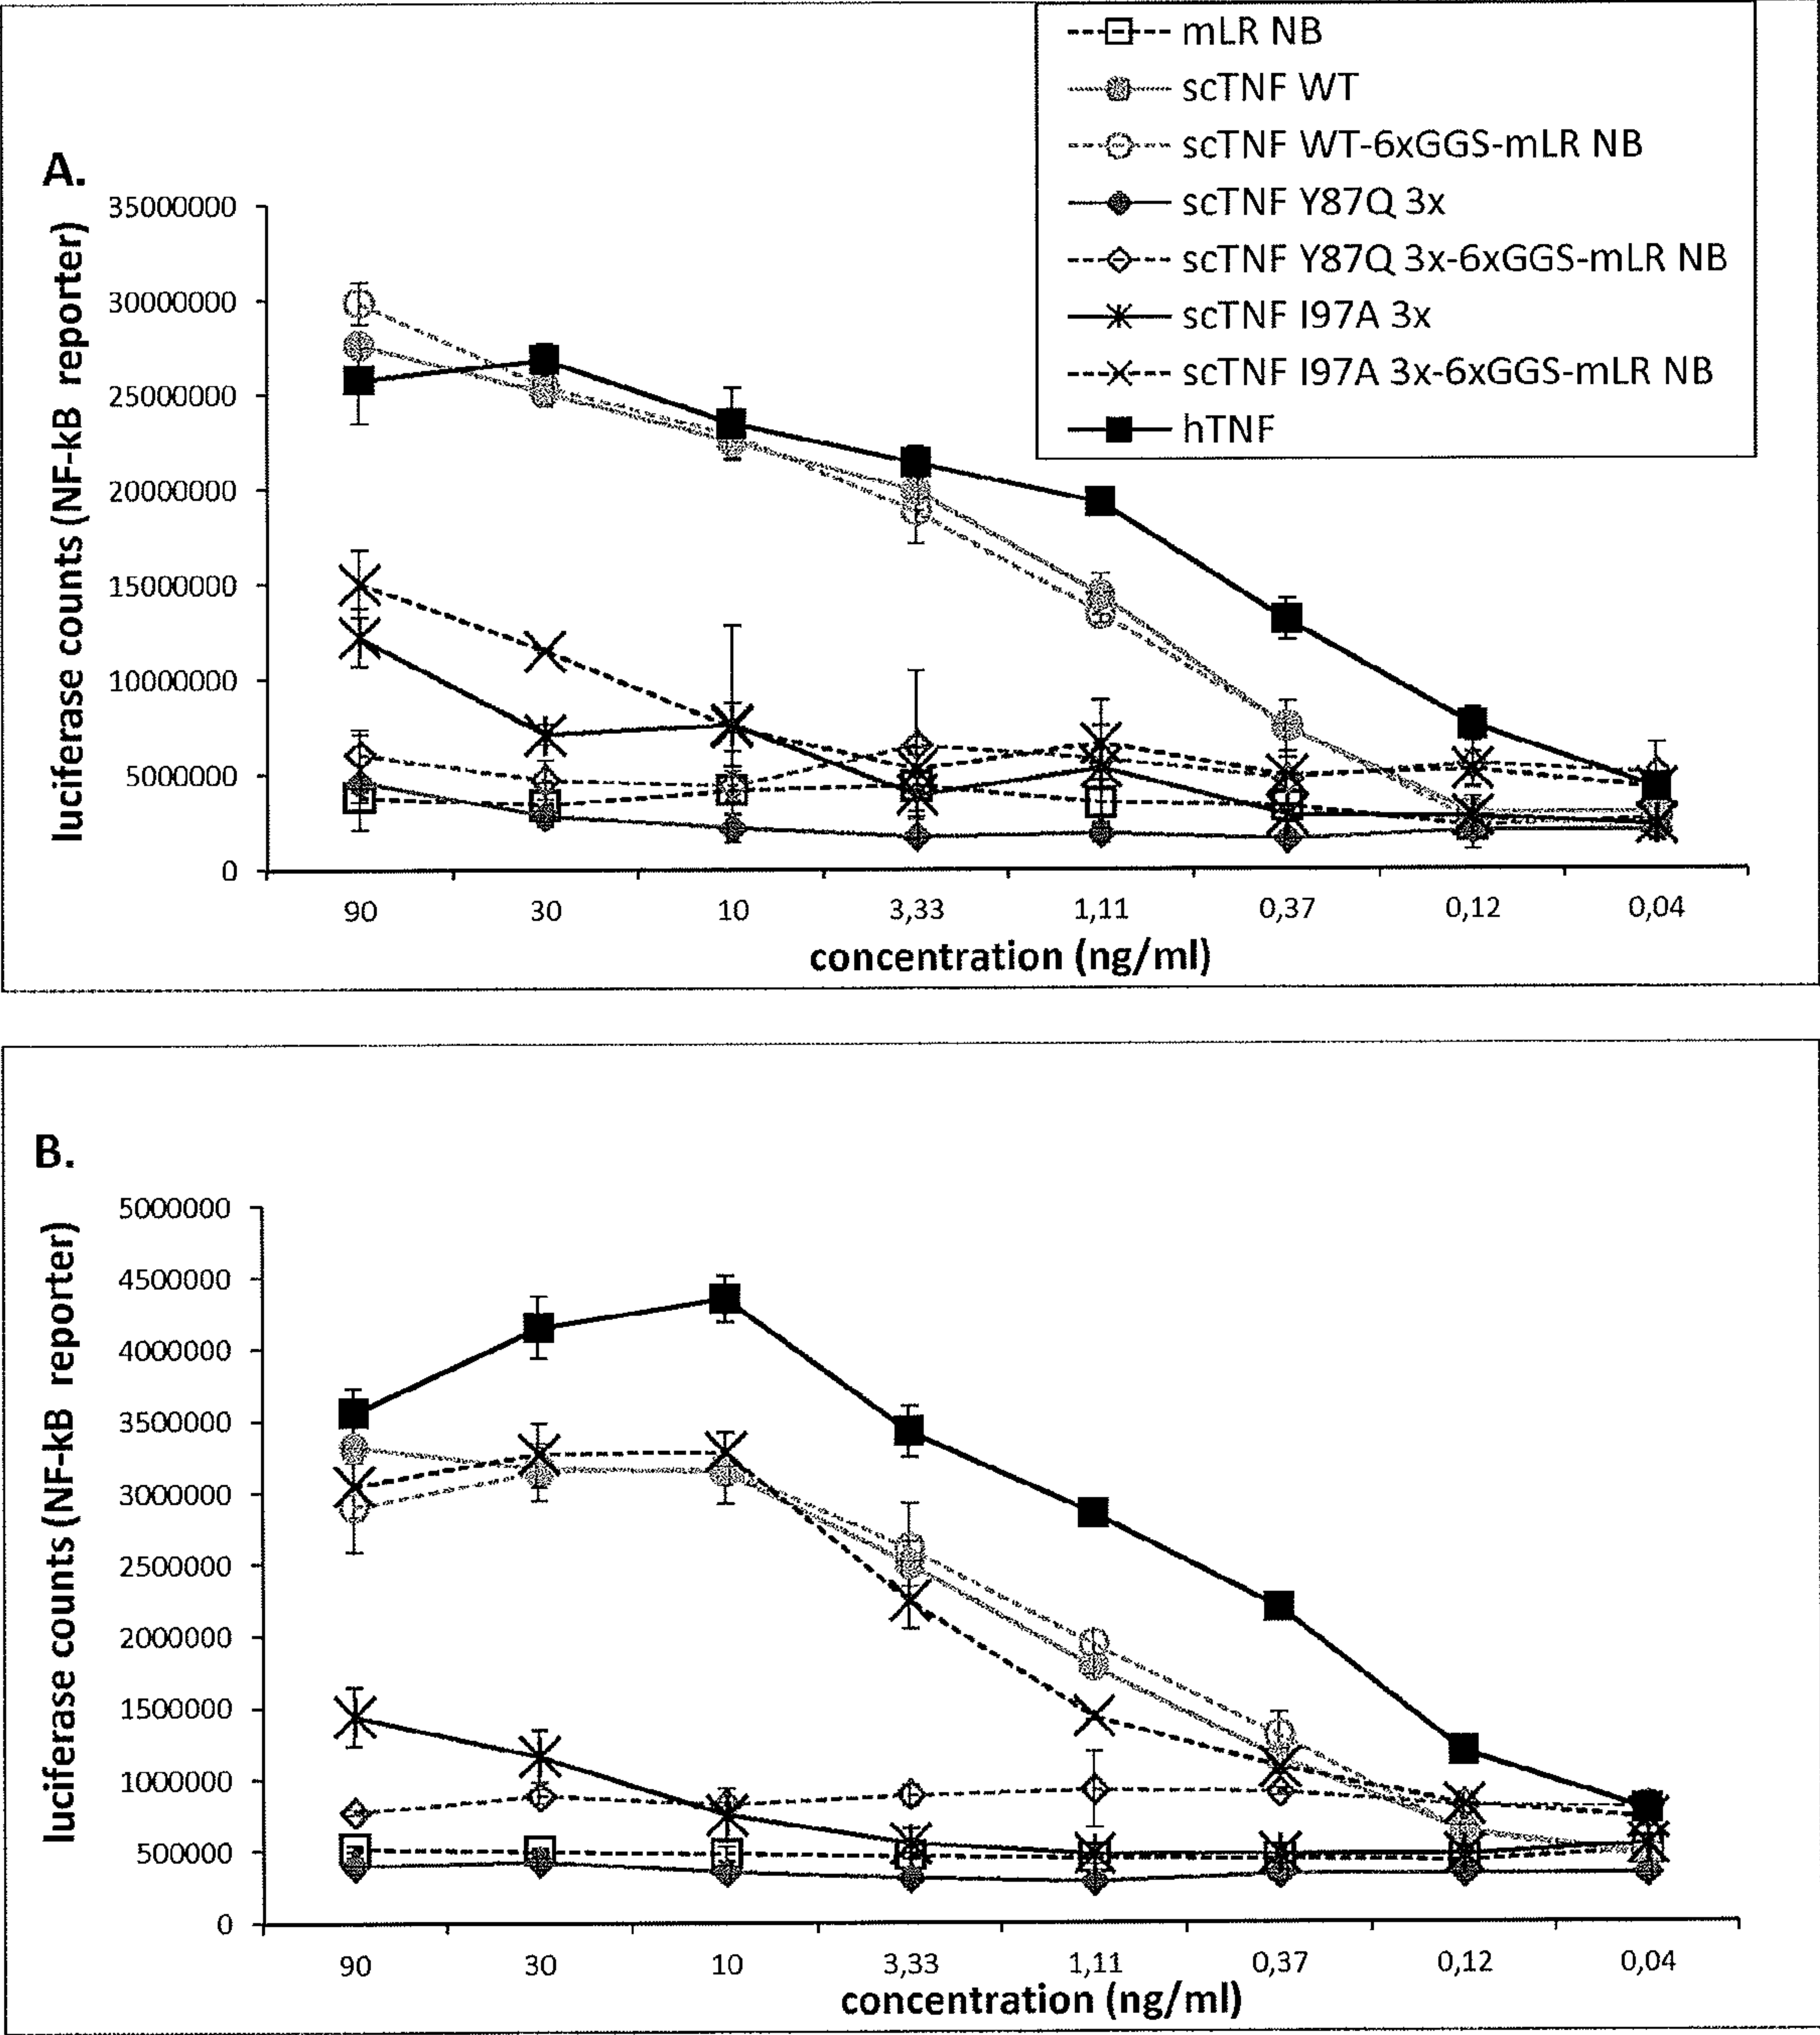 mLR NB
scTNF WT
scTNF WT-6xGGS-mLR NB
scTNF Y87Q 3x
scTNF Y87Q 3x-6xGGS-mLR NB
scTNF I97A 3x
scTNF I97A 3x-6xGGS-mLR NB
hTNF
A.
luciferase counts (NF-kB reporter)
35000000
30000000
25000000
20000000
15000000
10000000
5000000
0
90 30 10 3,33 1,11 0,37 0,12 0,04
concentration (ng/ml)
B.
luciferase counts (NF-kB reporter)
5000000
4500000
4000000
3500000
3000000
2500000
2000000
1500000
1000000
500000
0
90 30 10 3,33 1,11 0,37 0,12 0,04
concentration (ng/ml)